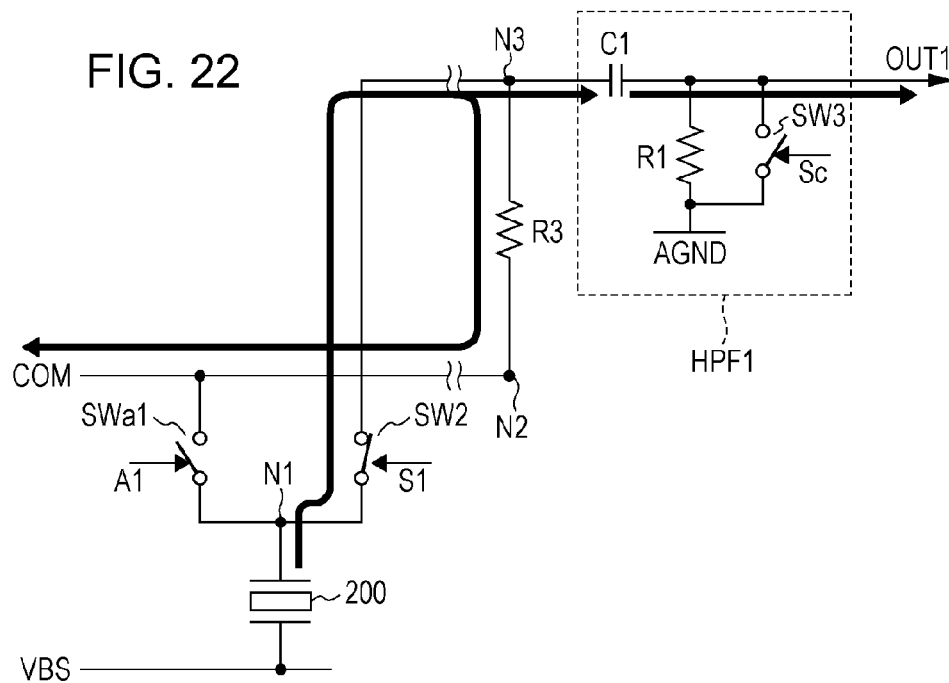 FIG. 22
N3
C1
OUT1
R1
SW3
Sc
R3
AGND
HPF1
COM
N2
SWa1
SW2
A1
N1
S1
200
VBS